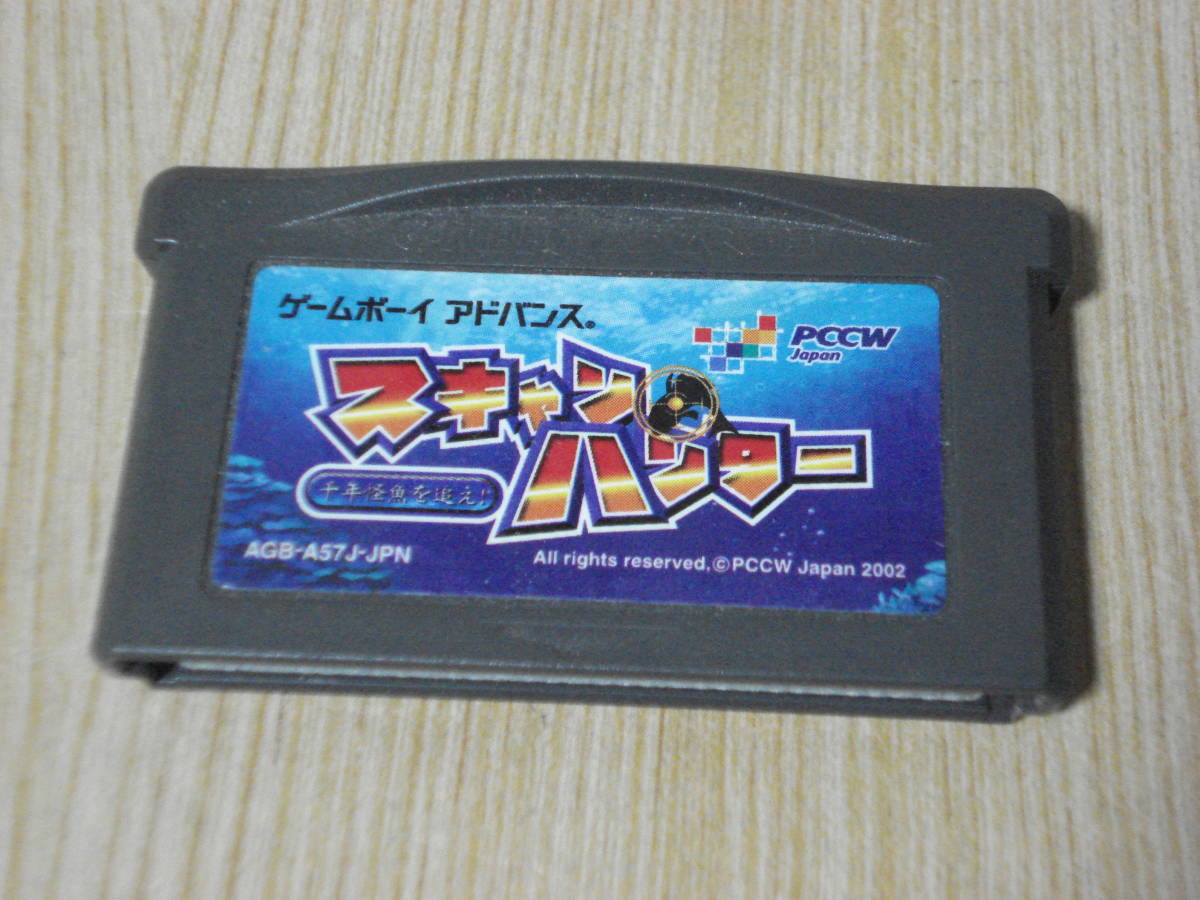 ゲームボーイ アドバンス®
PCCW
Japan
スキャン
ハンター
千年怪魚を追え!
AGB-A57J-JPN
All rights reserved,©PCCW Japan 2002